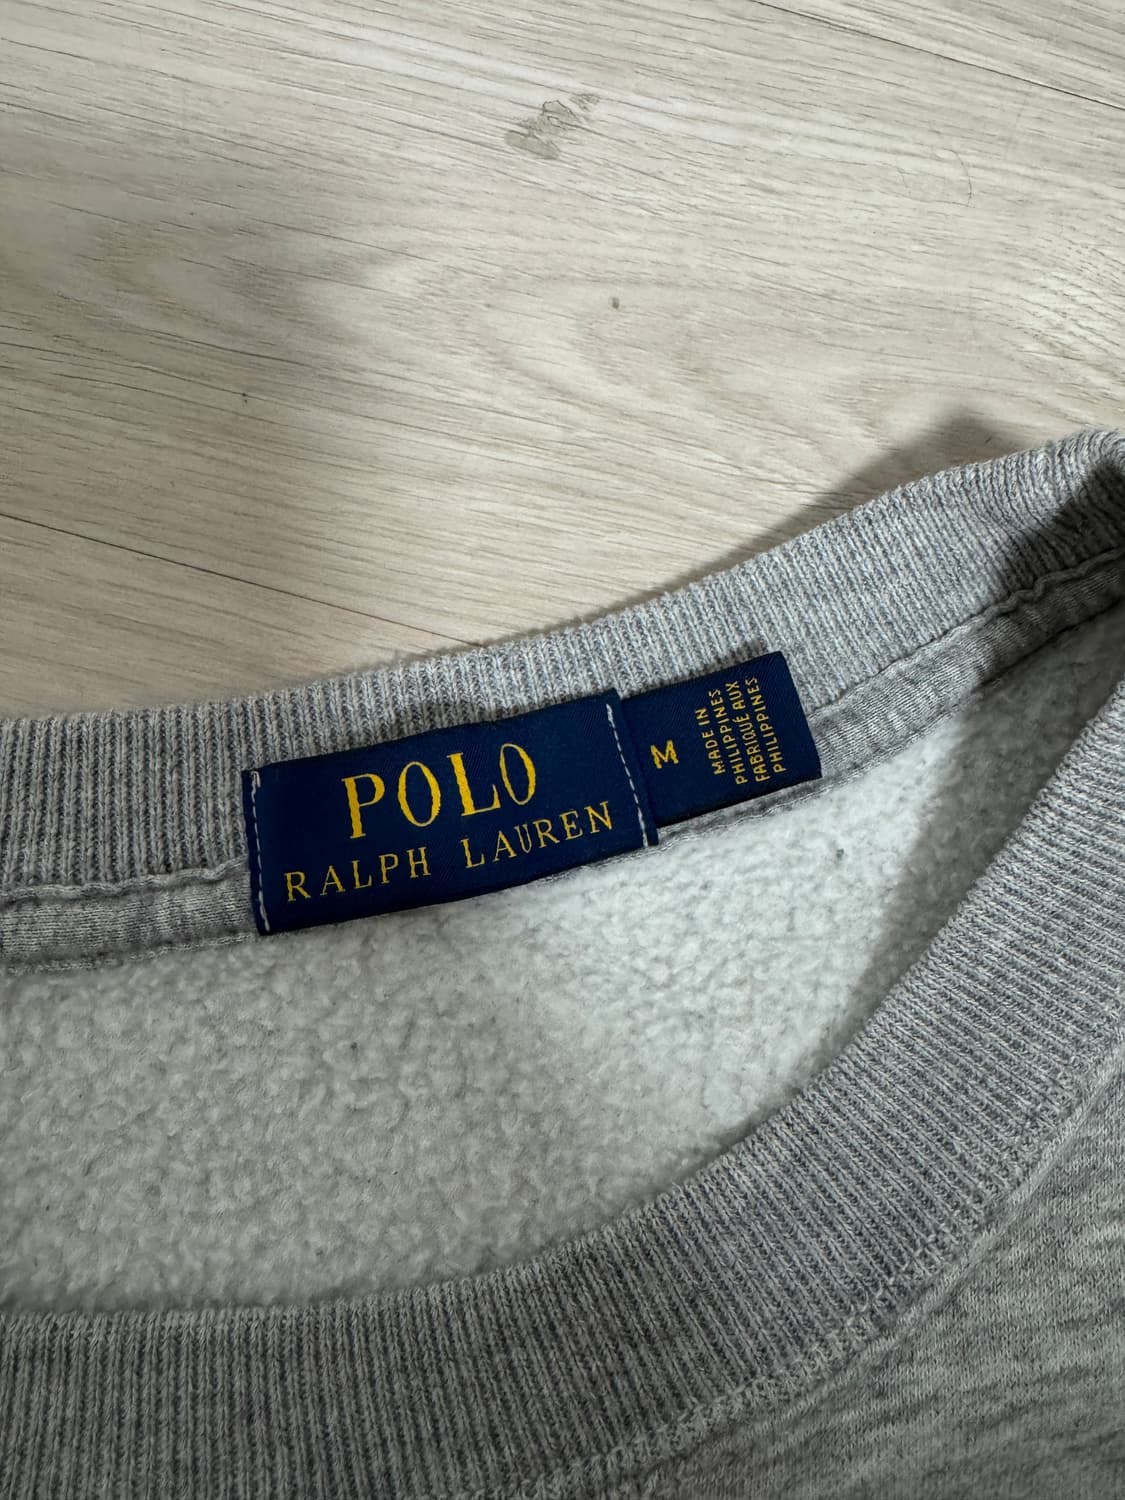 POLO
RALPH LAUREN
M
MADE IN
PHILIPPINES
FABRIQUÉ AUX
PHILIPPINES